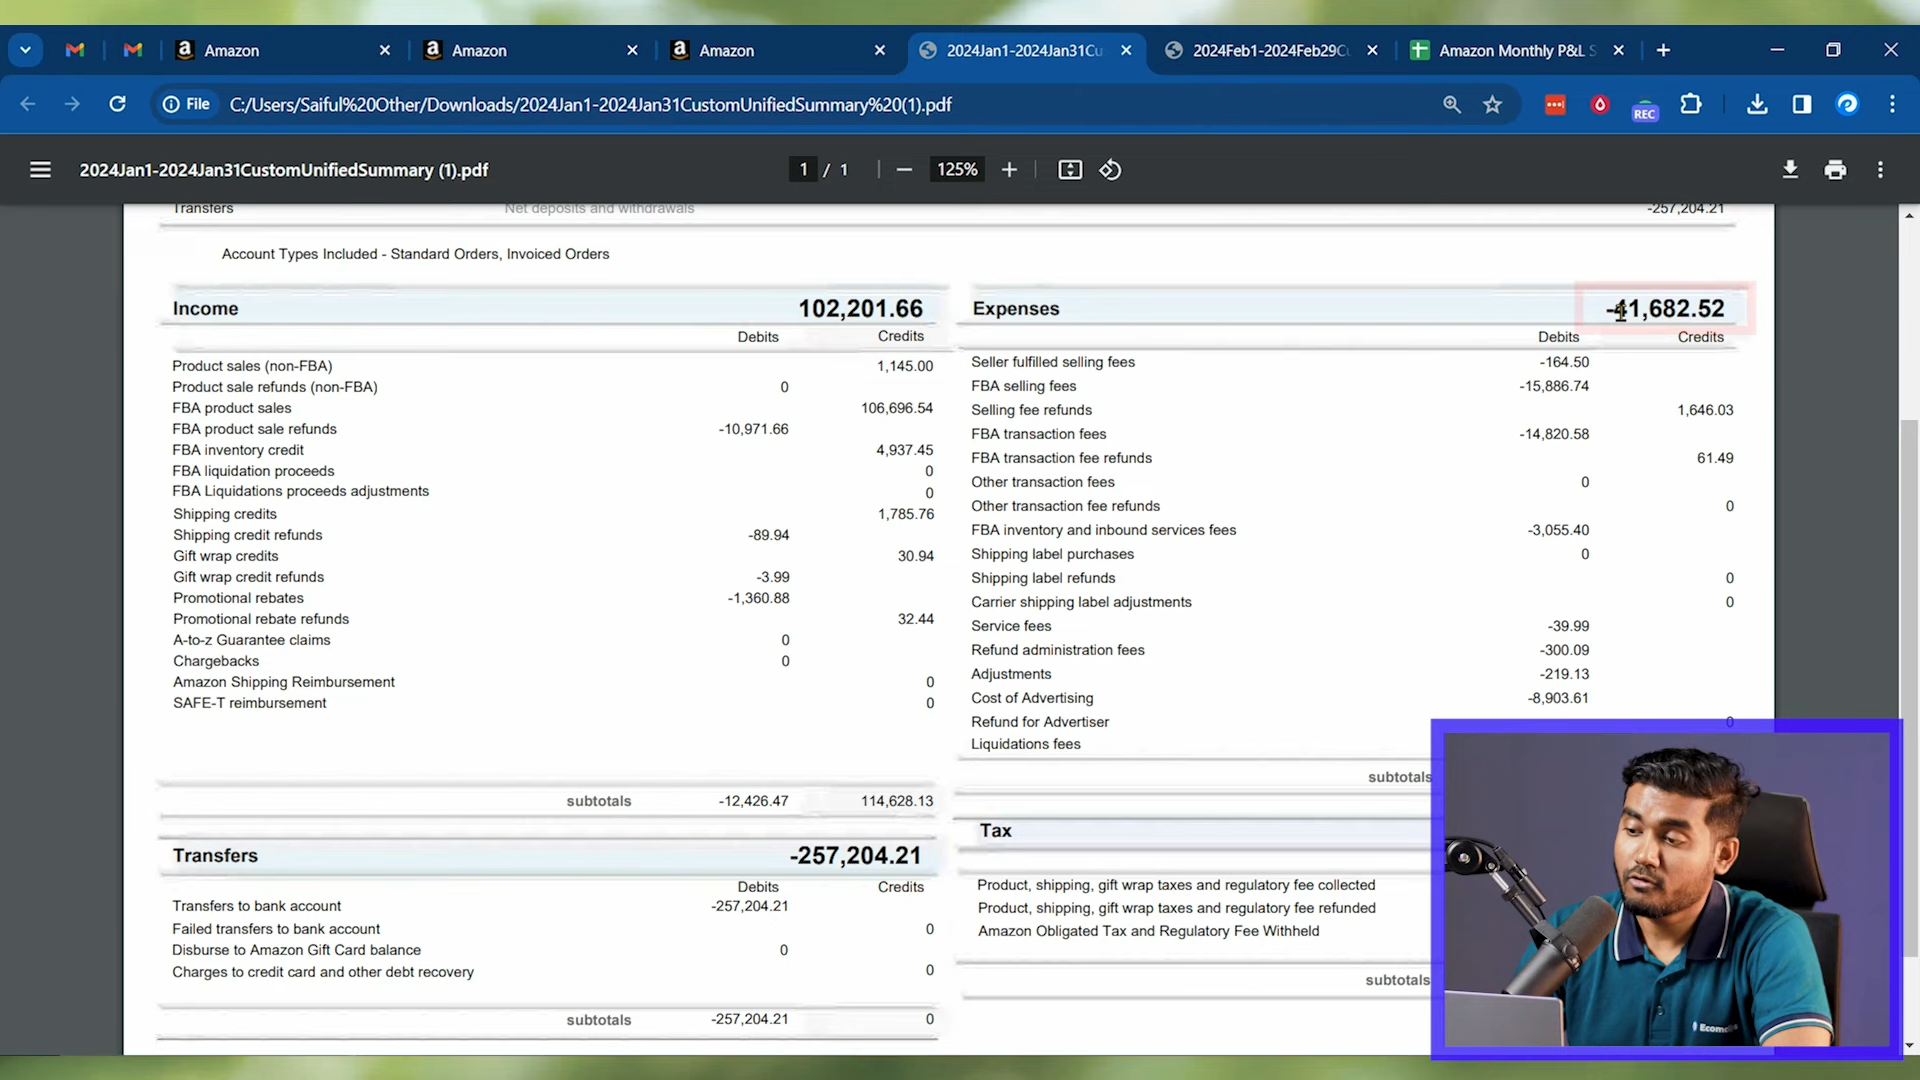 Amazon
Amazon
Amazon
2024Jan1-2024Jan31Cu
2024Feb1-2024Feb29Cu
Amazon Monthly P&L S
File
C:/Users/Saiful%20Other/Downloads/2024Jan1-2024Jan31CustomUnifiedSummary%20(1).pdf
REC
2024Jan1-2024Jan31CustomUnifiedSummary (1).pdf
1 / 1
125%
Transfers Net deposits and withdrawals -257,204.21
Account Types Included - Standard Orders, Invoiced Orders
Income 102,201.66
Debits Credits
Product sales (non-FBA) 1,145.00
Product sale refunds (non-FBA) 0
FBA product sales 106,696.54
FBA product sale refunds -10,971.66
FBA inventory credit 4,937.45
FBA liquidation proceeds 0
FBA Liquidations proceeds adjustments 0
Shipping credits 1,785.76
Shipping credit refunds -89.94
Gift wrap credits 30.94
Gift wrap credit refunds -3.99
Promotional rebates -1,360.88
Promotional rebate refunds 32.44
A-to-z Guarantee claims 0
Chargebacks 0
Amazon Shipping Reimbursement 0
SAFE-T reimbursement 0
subtotals -12,426.47 114,628.13
Transfers -257,204.21
Debits Credits
Transfers to bank account -257,204.21
Failed transfers to bank account 0
Disburse to Amazon Gift Card balance 0
Charges to credit card and other debt recovery 0
subtotals -257,204.21 0
Expenses -41,682.52
Debits Credits
Seller fulfilled selling fees -164.50
FBA selling fees -15,886.74
Selling fee refunds 1,646.03
FBA transaction fees -14,820.58
FBA transaction fee refunds 61.49
Other transaction fees 0
Other transaction fee refunds 0
FBA inventory and inbound services fees -3,055.40
Shipping label purchases 0
Shipping label refunds 0
Carrier shipping label adjustments 0
Service fees -39.99
Refund administration fees -300.09
Adjustments -219.13
Cost of Advertising -8,903.61
Refund for Advertiser 0
Liquidations fees
subtotals
Tax
Product, shipping, gift wrap taxes and regulatory fee collected
Product, shipping, gift wrap taxes and regulatory fee refunded
Amazon Obligated Tax and Regulatory Fee Withheld
subtotals